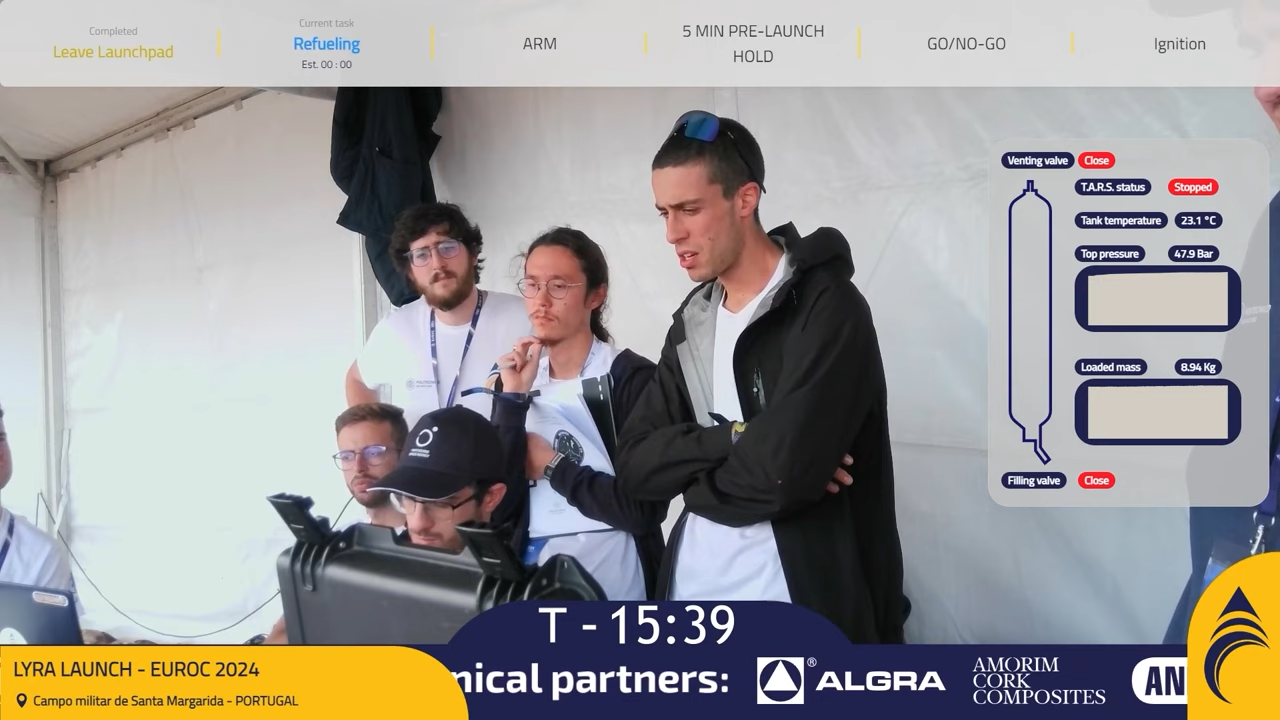 Completed
Leave Launchpad
Current task
Refueling
Est. 00 : 00
ARM
5 MIN PRE-LAUNCH
HOLD
GO/NO-GO
Ignition
Venting valve Close
T.A.R.S. status Stopped
Tank temperature 23.1 °C
Top pressure 47.9 Bar
Loaded mass 8.94 Kg
Filling valve Close
T - 15:39
LYRA LAUNCH - EUROC 2024
Campo militar de Santa Margarida - PORTUGAL
nical partners:
® ALGRA
AMORIM
CORK
COMPOSITES
AN